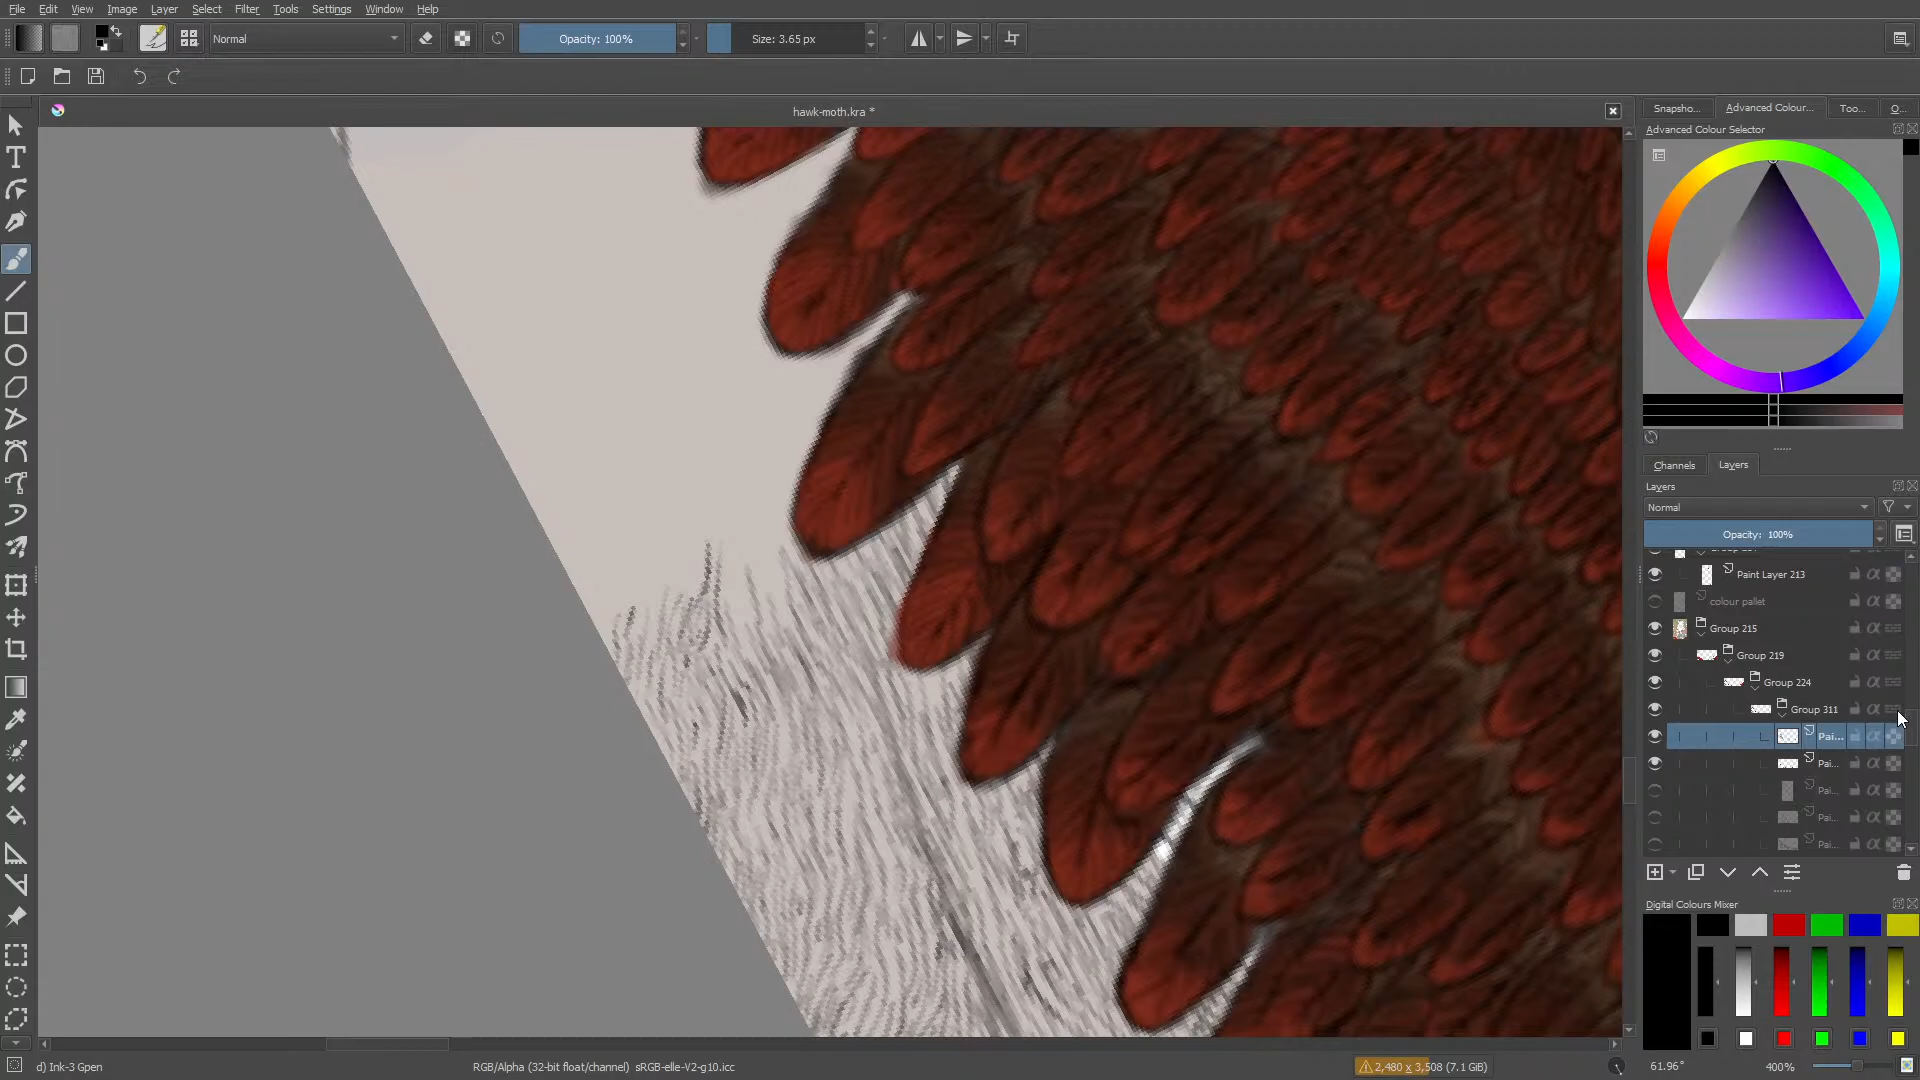 File Edit View Image Layer Select Filter Tools Settings Window Help
Normal Opacity: 100% Size: 3.65 px
hawk-moth.kra *
Snapsho... Advanced Colour... Too... O...
Advanced Colour Selector
Channels Layers
Layers
Normal
Opacity: 100%
Paint Layer 213
colour pallet
Group 215
Group 219
Group 224
Group 311
Pai...
Pai...
Pai...
Pai...
Pai...
Digital Colours Mixer
d) Ink-3 Gpen RGB/Alpha (32-bit float/channel) sRGB-elle-V2-g10.icc 2,480 x 3,508 (7.1 GiB) 61.96° 400%